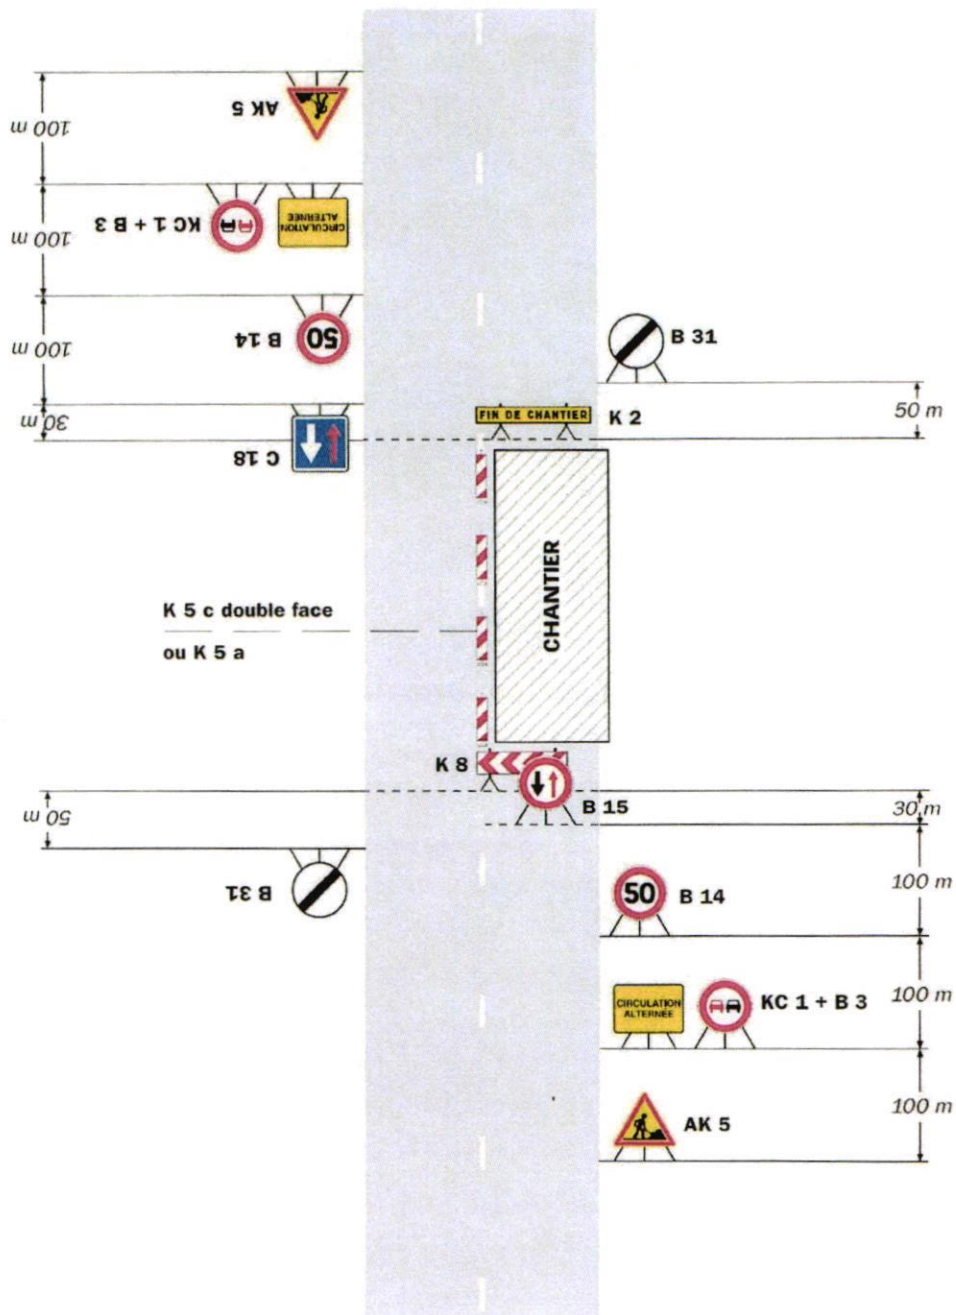 AK 5
100 m
KC 1 + B 3
CIRCULATION
ALTERNÉE
100 m
B 14
50
100 m
B 31
30 m
C 18
FIN DE CHANTIER
K 2
50 m
CHANTIER
K 5 c double face
ou K 5 a
K 8
B 15
50 m
30 m
B 31
50
B 14
100 m
CIRCULATION
ALTERNÉE
KC 1 + B 3
100 m
AK 5
100 m